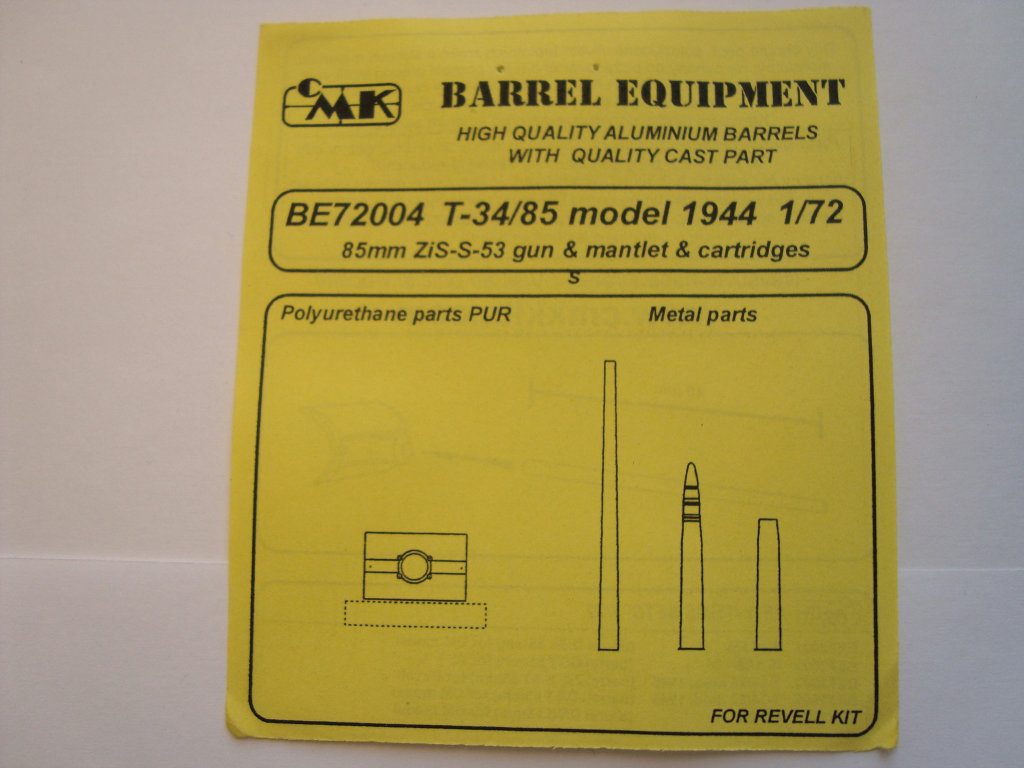 CMK
BARREL EQUIPMENT
HIGH QUALITY ALUMINIUM BARRELS
WITH QUALITY CAST PART
BE72004 T-34/85 model 1944 1/72
85mm ZiS-S-53 gun & mantlet & cartridges
s
Polyurethane parts PUR
Metal parts
FOR REVELL KIT